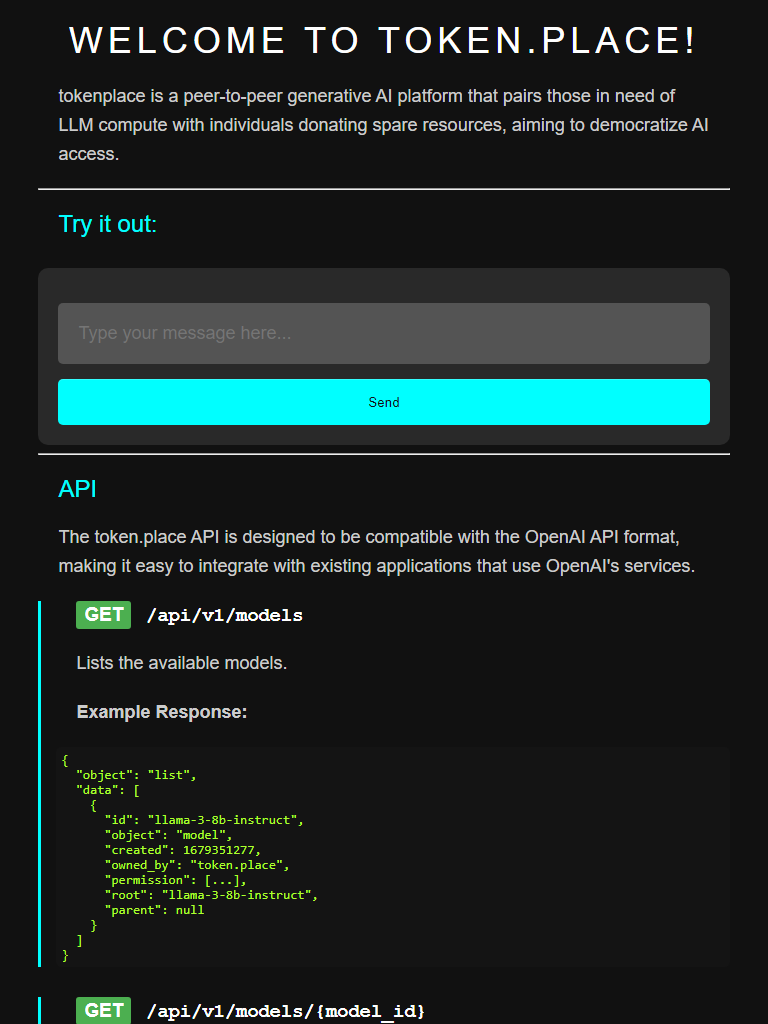 WELCOME TO TOKEN.PLACE!
tokenplace is a peer-to-peer generative AI platform that pairs those in need of
LLM compute with individuals donating spare resources, aiming to democratize AI
access.
Try it out:
Type your message here...
Send
API
The token.place API is designed to be compatible with the OpenAI API format,
making it easy to integrate with existing applications that use OpenAI's services.
GET /api/v1/models
Lists the available models.
Example Response:
{
  "object": "list",
  "data": [
    {
      "id": "llama-3-8b-instruct",
      "object": "model",
      "created": 1679351277,
      "owned_by": "token.place",
      "permission": [...],
      "root": "llama-3-8b-instruct",
      "parent": null
    }
  ]
}
GET /api/v1/models/{model_id}